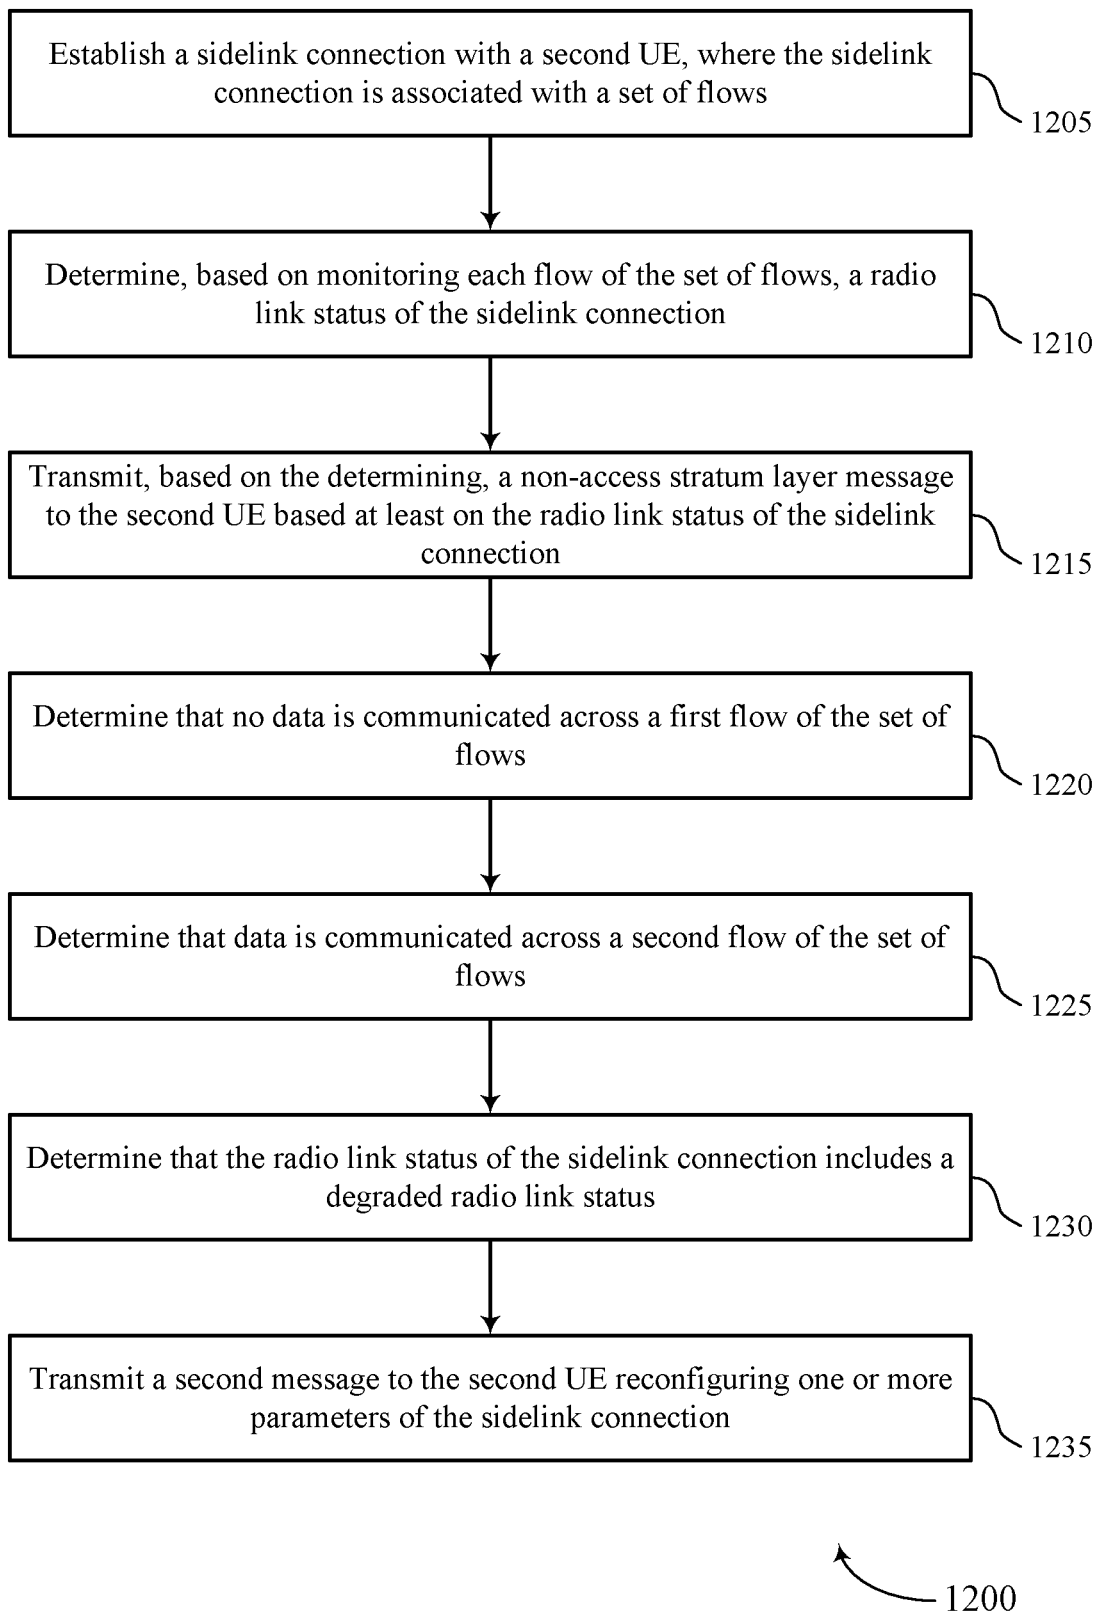 Establish a sidelink connection with a second UE, where the sidelink
connection is associated with a set of flows
1205
Determine, based on monitoring each flow of the set of flows, a radio
link status of the sidelink connection
1210
Transmit, based on the determining, a non-access stratum layer message
to the second UE based at least on the radio link status of the sidelink
connection
1215
Determine that no data is communicated across a first flow of the set of
flows
1220
Determine that data is communicated across a second flow of the set of
flows
1225
Determine that the radio link status of the sidelink connection includes a
degraded radio link status
1230
Transmit a second message to the second UE reconfiguring one or more
parameters of the sidelink connection
1235
1200